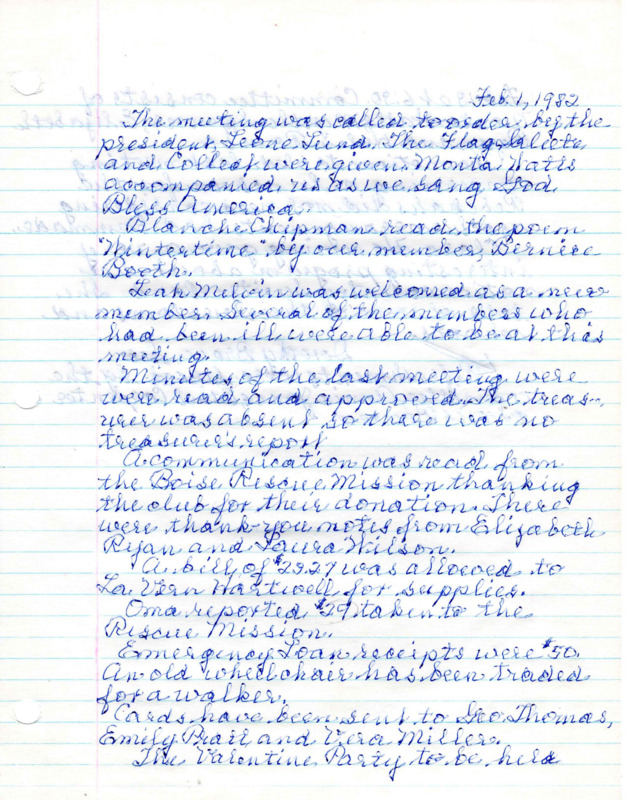 Feb. 1, 1982
The meeting was called to order by the
president, Leone Lund. The Flag Salute
and Collect were given. Monta Watts
accompanied us as we sang God
Bless America.
Blanche Chipman read the poem
"Wintertime" by our member, Bernice
Booth.
Leah Melvin was welcomed as a new
member. Several of the members who
had been ill were able to be at this
meeting.
Minutes of the last meeting were
were read and approved. The treas-
urer was absent so there was no
treasurer's report
A communication was read from
the Boise Rescue Mission thanking
the club for their donation. There
were thank-you notes from Elizabeth
Ryan and Laura Wilson.
A bill of $22.27 was allowed to
La Vern Hartwell for supplies.
Oma reported $29 taken to the
Rescue Mission.
Emergency Loan receipts were $50.
An old wheelchair has been traded
for a walker.
Cards have been sent to Geo Thomas,
Emily and Vera Miller.
The Valentine Party to be held